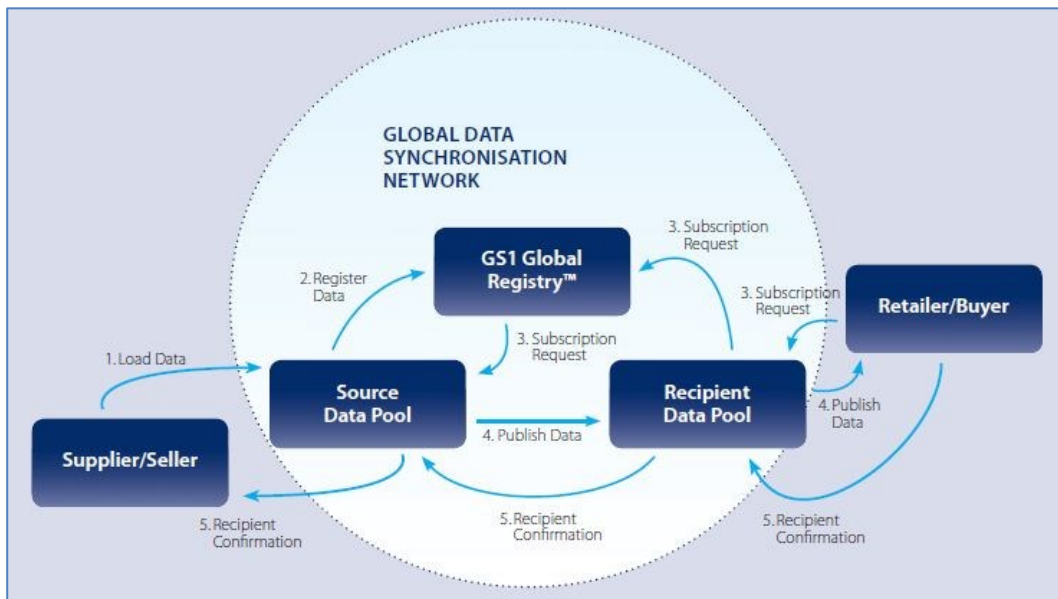 GLOBAL DATA
SYNCHRONISATION
NETWORK
3. Subscription
Request
GS1 Global
Registry™
2. Register
Data
3. Subscription
Request
Retailer/Buyer
3. Subscription
Request
1. Load Data
Source
Data Pool
Recipient
Data Pool
4. Publish
Data
4. Publish Data
Supplier/Seller
5. Recipient
Confirmation
5. Recipient
Confirmation
5. Recipient
Confirmation